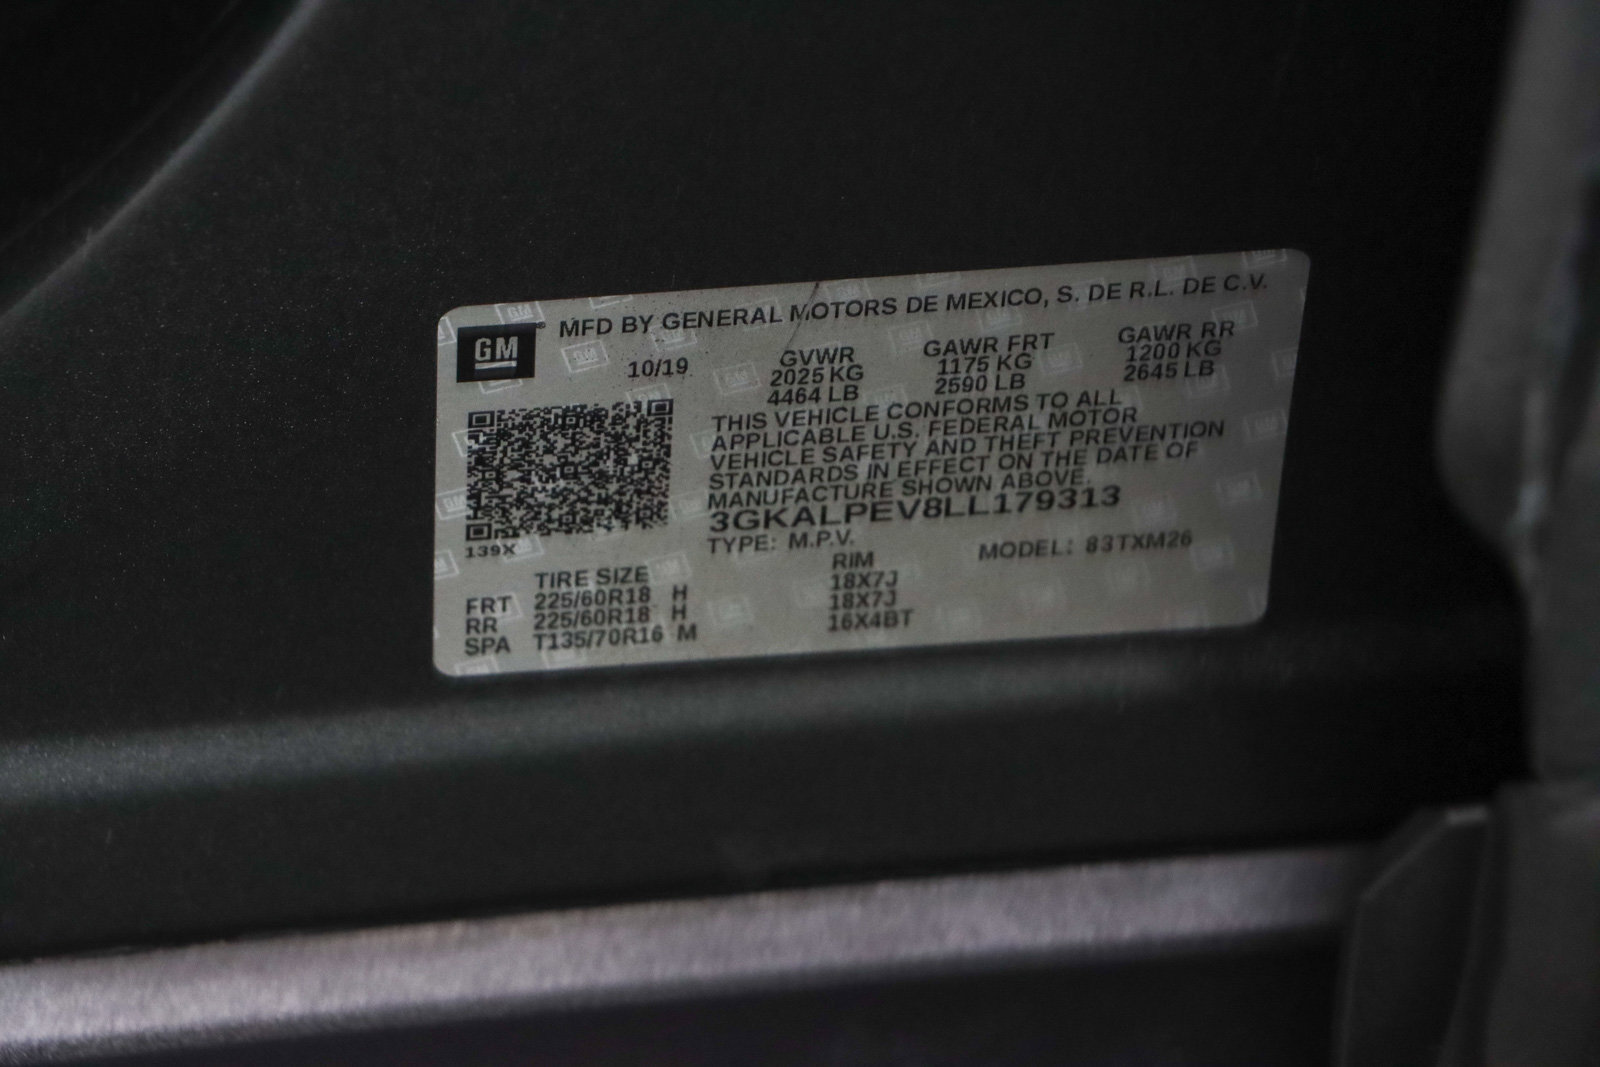 GM® MFD BY GENERAL MOTORS DE MEXICO, S. DE R.L. DE C.V.
10/19 GVWR GAWR FRT GAWR RR
2025 KG 1175 KG 1200 KG
4464 LB 2590 LB 2645 LB
THIS VEHICLE CONFORMS TO ALL
APPLICABLE U.S. FEDERAL MOTOR
VEHICLE SAFETY AND THEFT PREVENTION
STANDARDS IN EFFECT ON THE DATE OF
MANUFACTURE SHOWN ABOVE.
3GKALPEV8LL179313
139X TYPE: M.P.V. MODEL: 83TXM26
TIRE SIZE RIM
FRT 225/60R18 H 18X7J
RR 225/60R18 H 18X7J
SPA T135/70R16 M 16X4BT